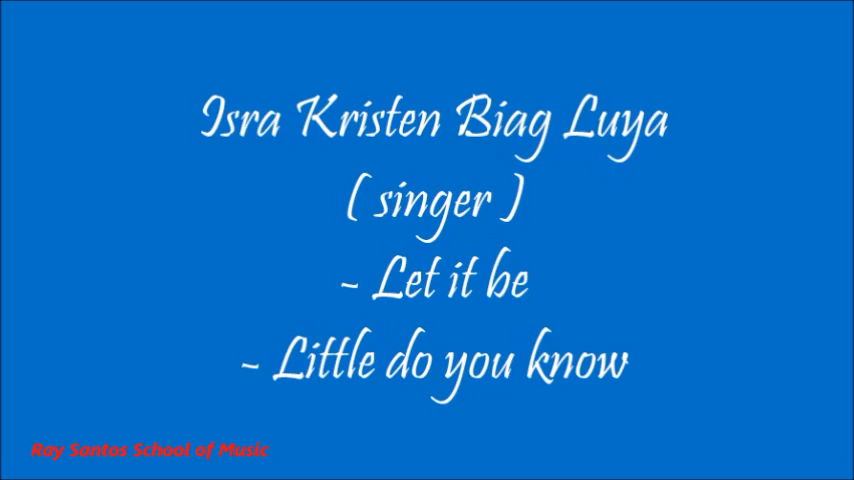 Isra Kristen Biag Luya
( singer )
- Let it be
- Little do you know
Ray Santos School of Music